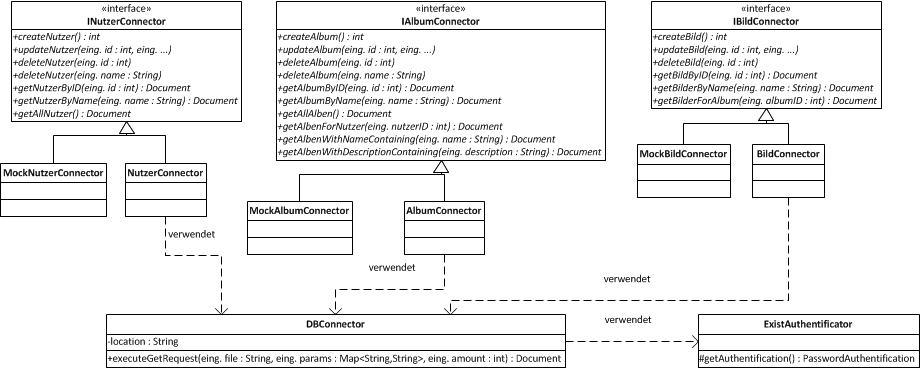 «interface»
INutzerConnector
+createNutzer() : int
+updateNutzer(eing. id : int, eing. ...)
+deleteNutzer(eing. id : int)
+deleteNutzer(eing. name : String)
+getNutzerByID(eing. id : int) : Document
+getNutzerByName(eing. name : String) : Document
+getAllNutzer() : Document
«interface»
IAlbumConnector
+createAlbum() : int
+updateAlbum(eing. id : int, eing. ...)
+deleteAlbum(eing. id : int)
+deleteAlbum(eing. name : String)
+getAlbumByID(eing. id : int) : Document
+getAlbumByName(eing. name : String) : Document
+getAllAlben() : Document
+getAlbenForNutzer(eing. nutzerID : int) : Document
+getAlbenWithNameContaining(eing. name : String) : Document
+getAlbenWithDescriptionContaining(eing. description : String) : Document
«interface»
IBildConnector
+createBild() : int
+updateBild(eing. id : int, eing. ...)
+deleteBild(eing. id : int)
+getBildByID(eing. id : int) : Document
+getBilderByName(eing. name : String) : Document
+getBilderForAlbum(eing. albumID : int) : Document
MockNutzerConnector
NutzerConnector
MockAlbumConnector
AlbumConnector
MockBildConnector
BildConnector
verwendet
verwendet
verwendet
DBConnector
-location : String
+executeGetRequest(eing. file : String, eing. params : Map<String,String>, eing. amount : int) : Document
verwendet
ExistAuthentificator
#getAuthentification() : PasswordAuthentification